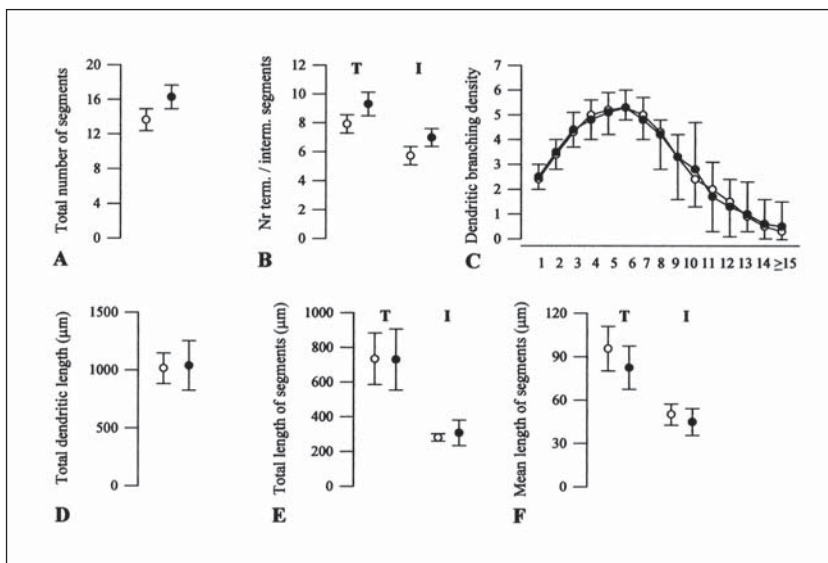 Total number of segments
20
16
12
8
4
0
A
Nr term. / interm. segments
12
10
8
6
4
2
0
T
I
B
Dendritic branching density
7
6
5
4
3
2
1
0
1 2 3 4 5 6 7 8 9 10 11 12 13 14 ≥15
C
Total dendritic length (μm)
1500
1000
500
0
D
Total length of segments (μm)
1000
800
600
400
200
0
T
I
E
Mean length of segments (μm)
120
90
60
30
0
T
I
F